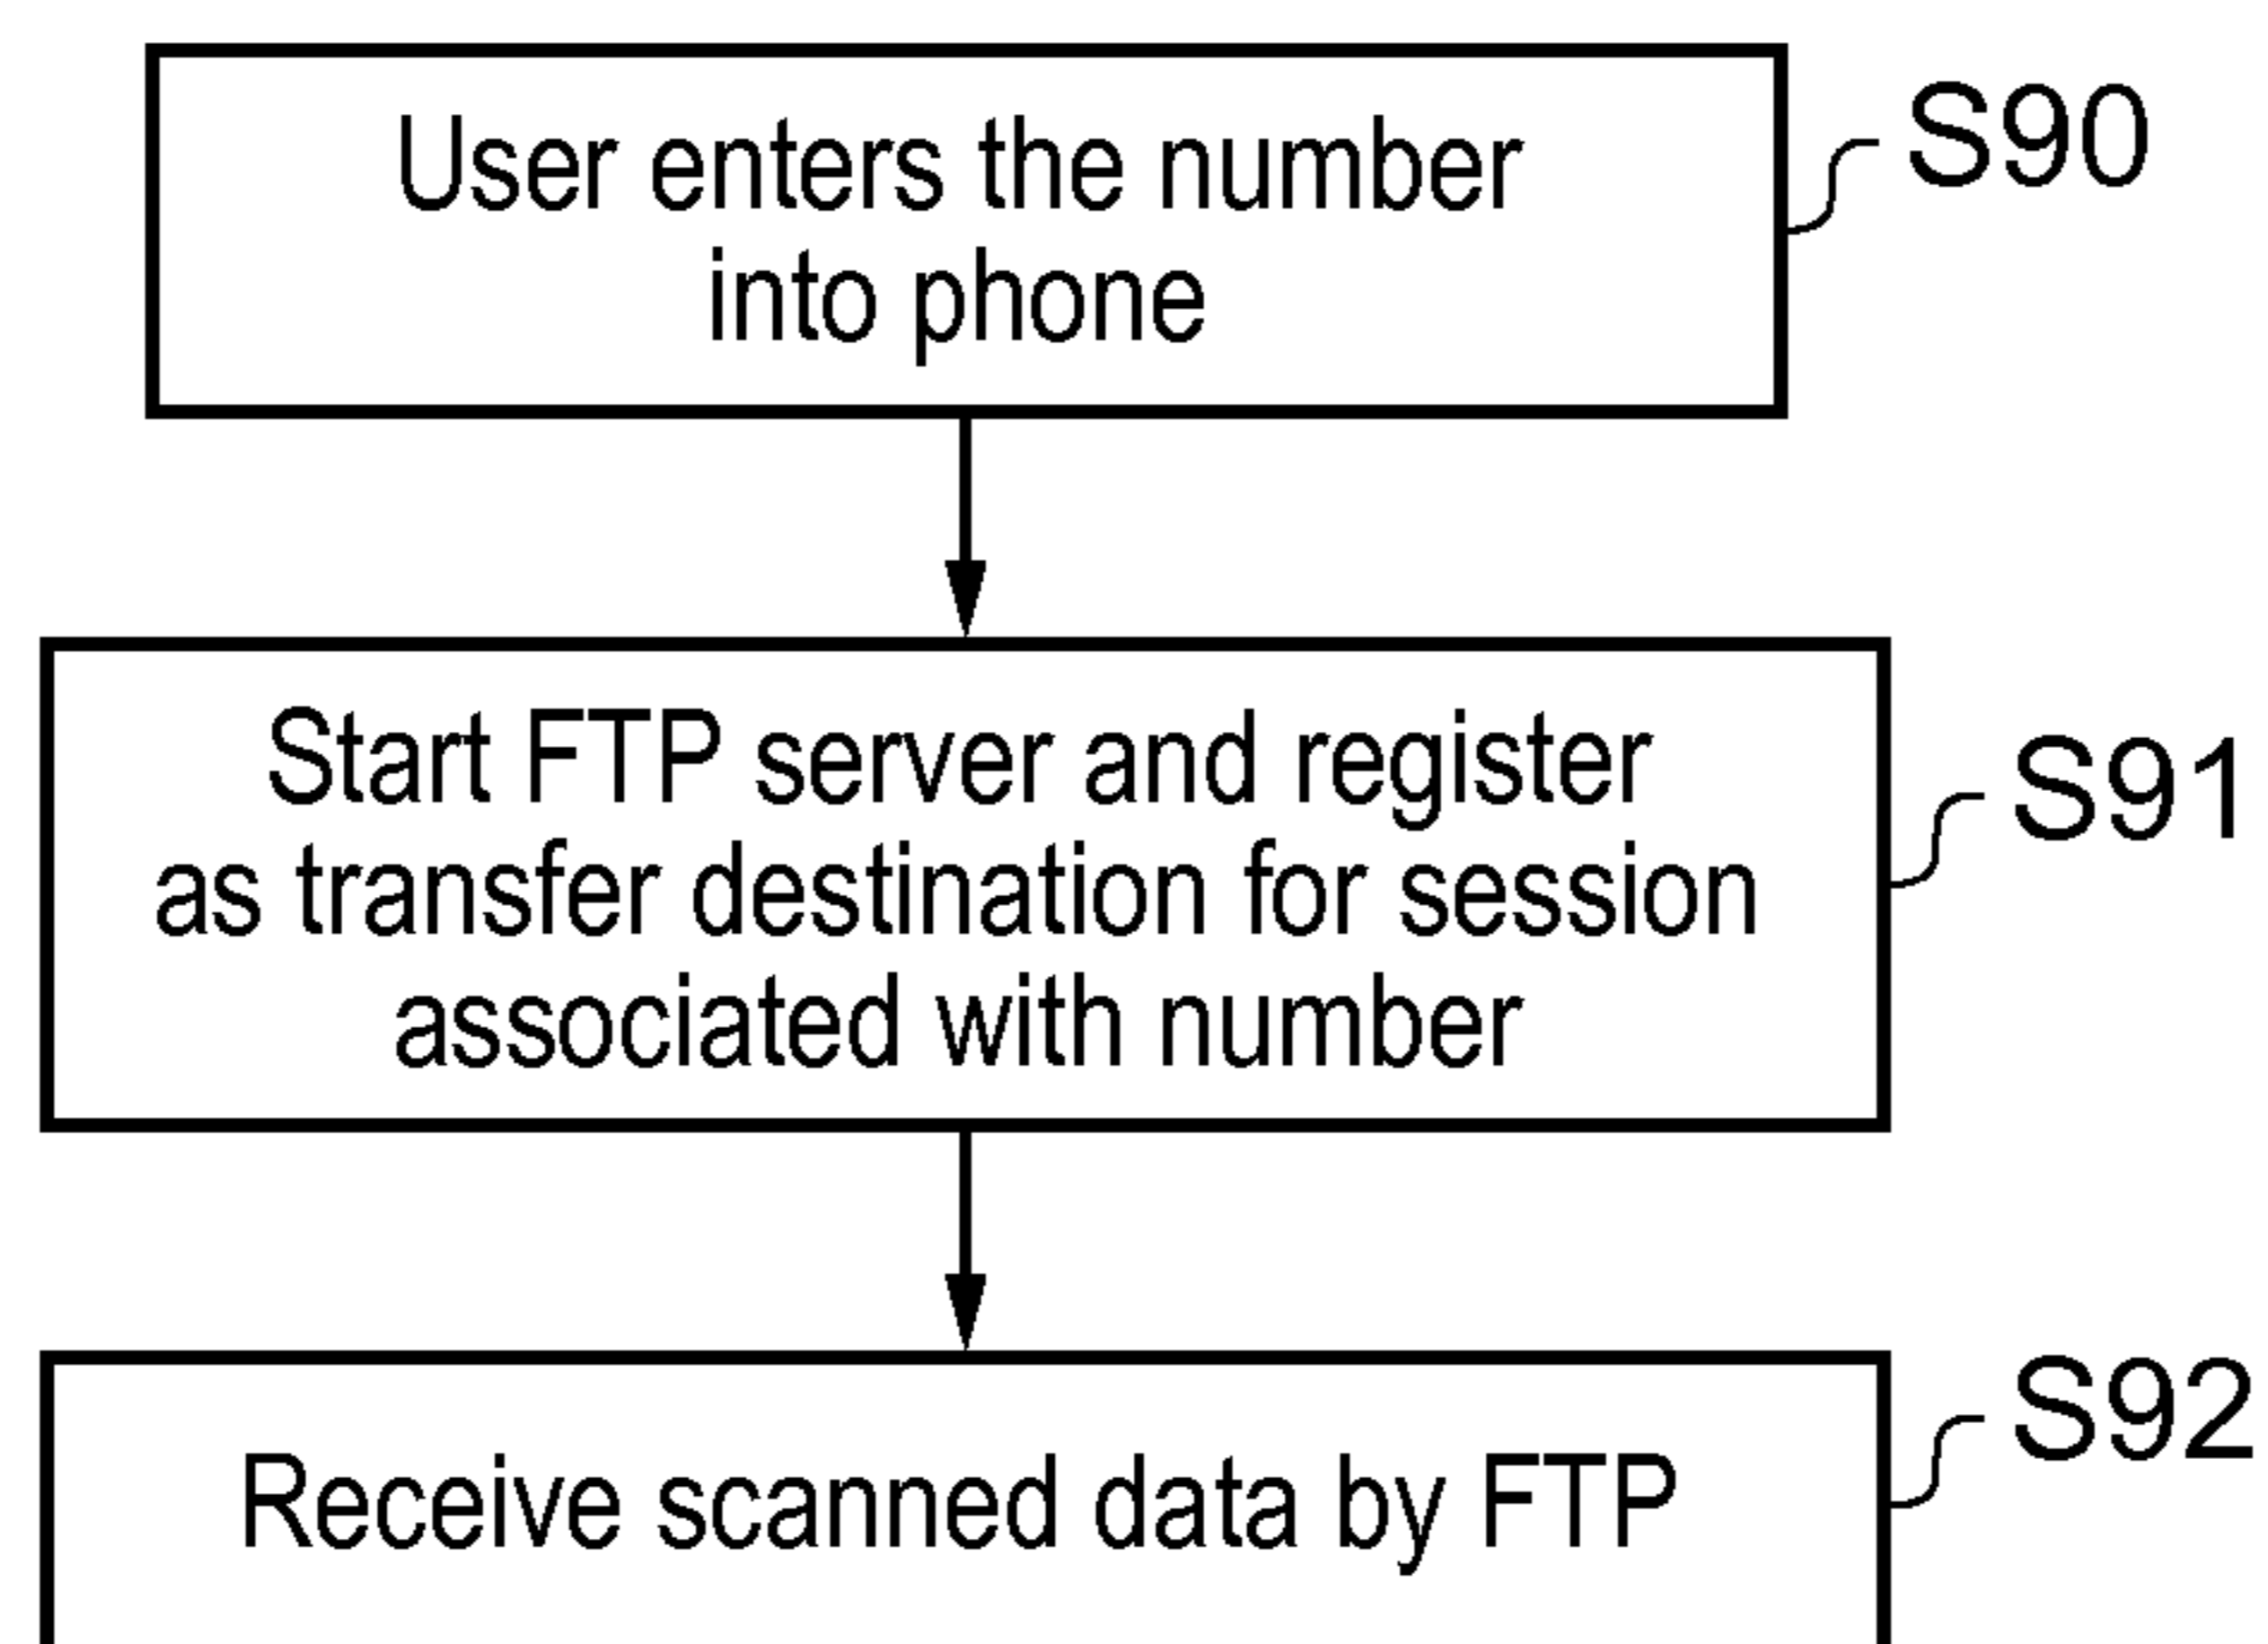 User enters the number
into phone
S90
Start FTP server and register
as transfer destination for session
associated with number
S91
Receive scanned data by FTP
S92